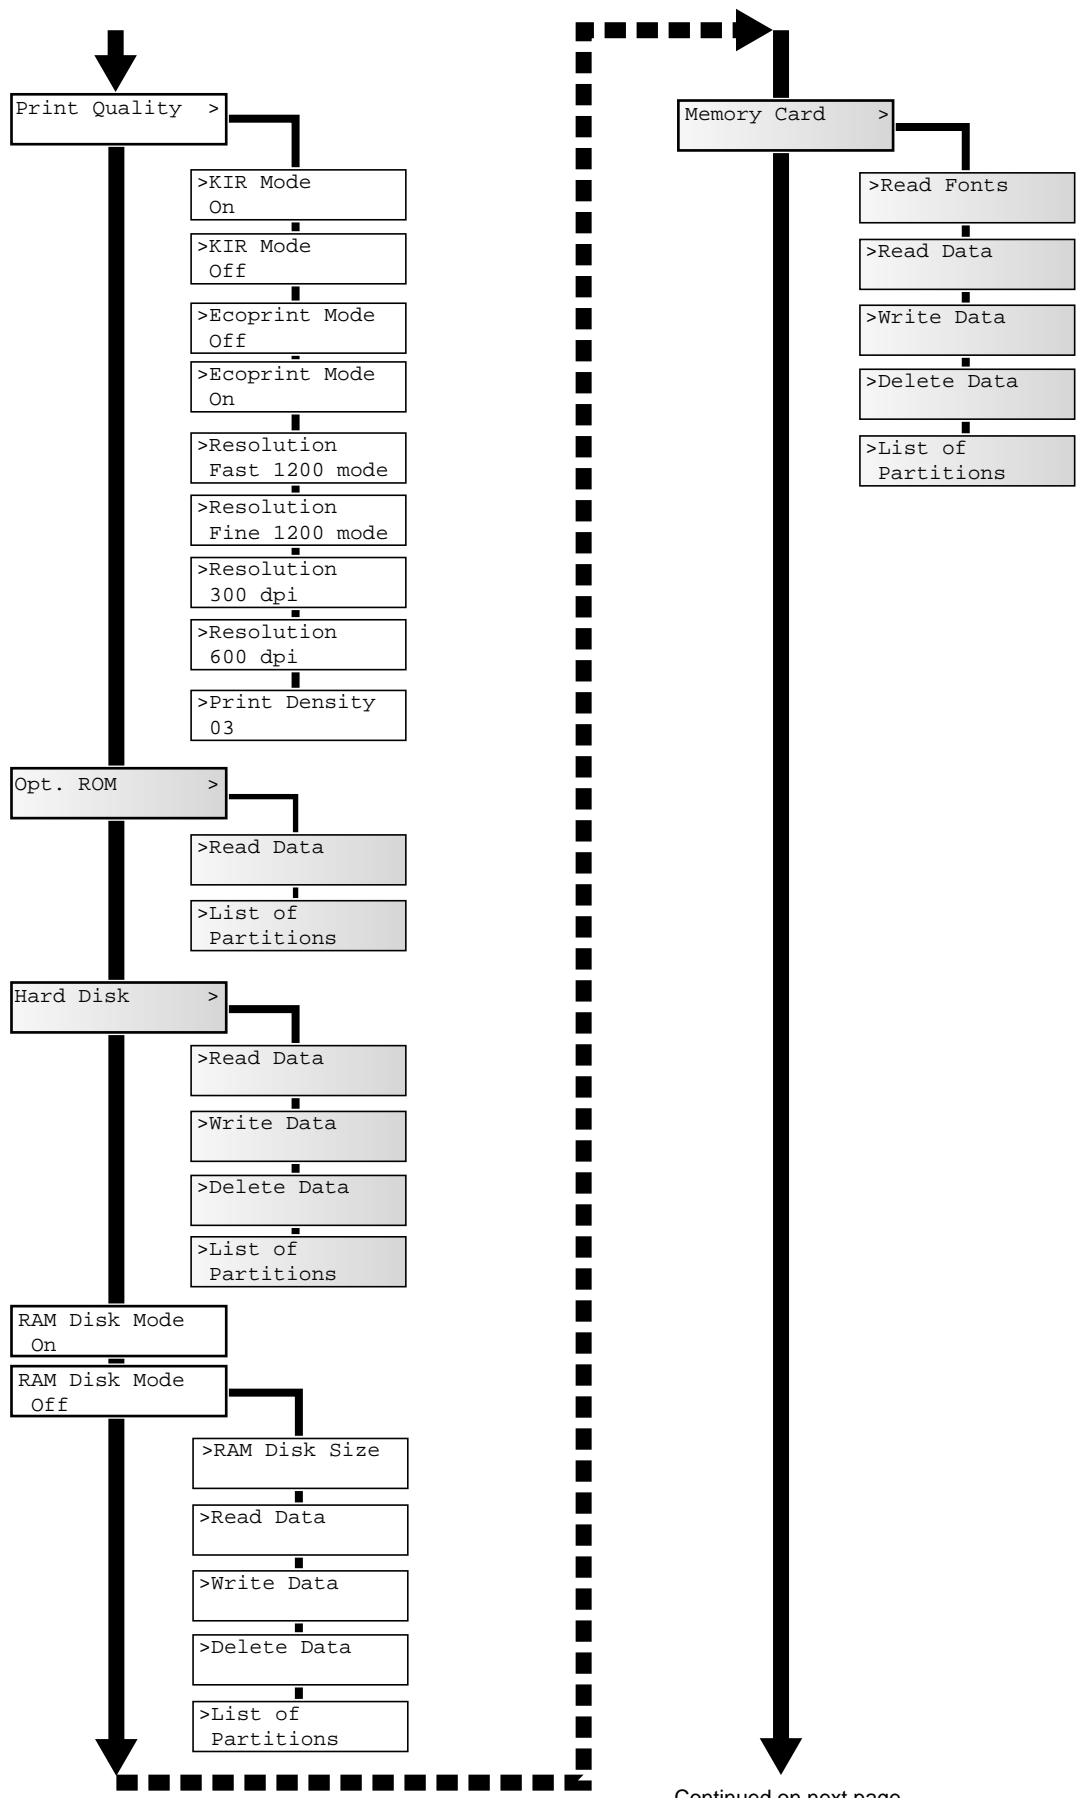 Print Quality >
>KIR Mode
On
>KIR Mode
Off
>Ecoprint Mode
Off
>Ecoprint Mode
On
>Resolution
Fast 1200 mode
>Resolution
Fine 1200 mode
>Resolution
300 dpi
>Resolution
600 dpi
>Print Density
03
Opt. ROM >
>Read Data
>List of
Partitions
Hard Disk >
>Read Data
>Write Data
>Delete Data
>List of
Partitions
RAM Disk Mode
On
RAM Disk Mode
Off
>RAM Disk Size
>Read Data
>Write Data
>Delete Data
>List of
Partitions
Memory Card >
>Read Fonts
>Read Data
>Write Data
>Delete Data
>List of
Partitions
Continued on next page